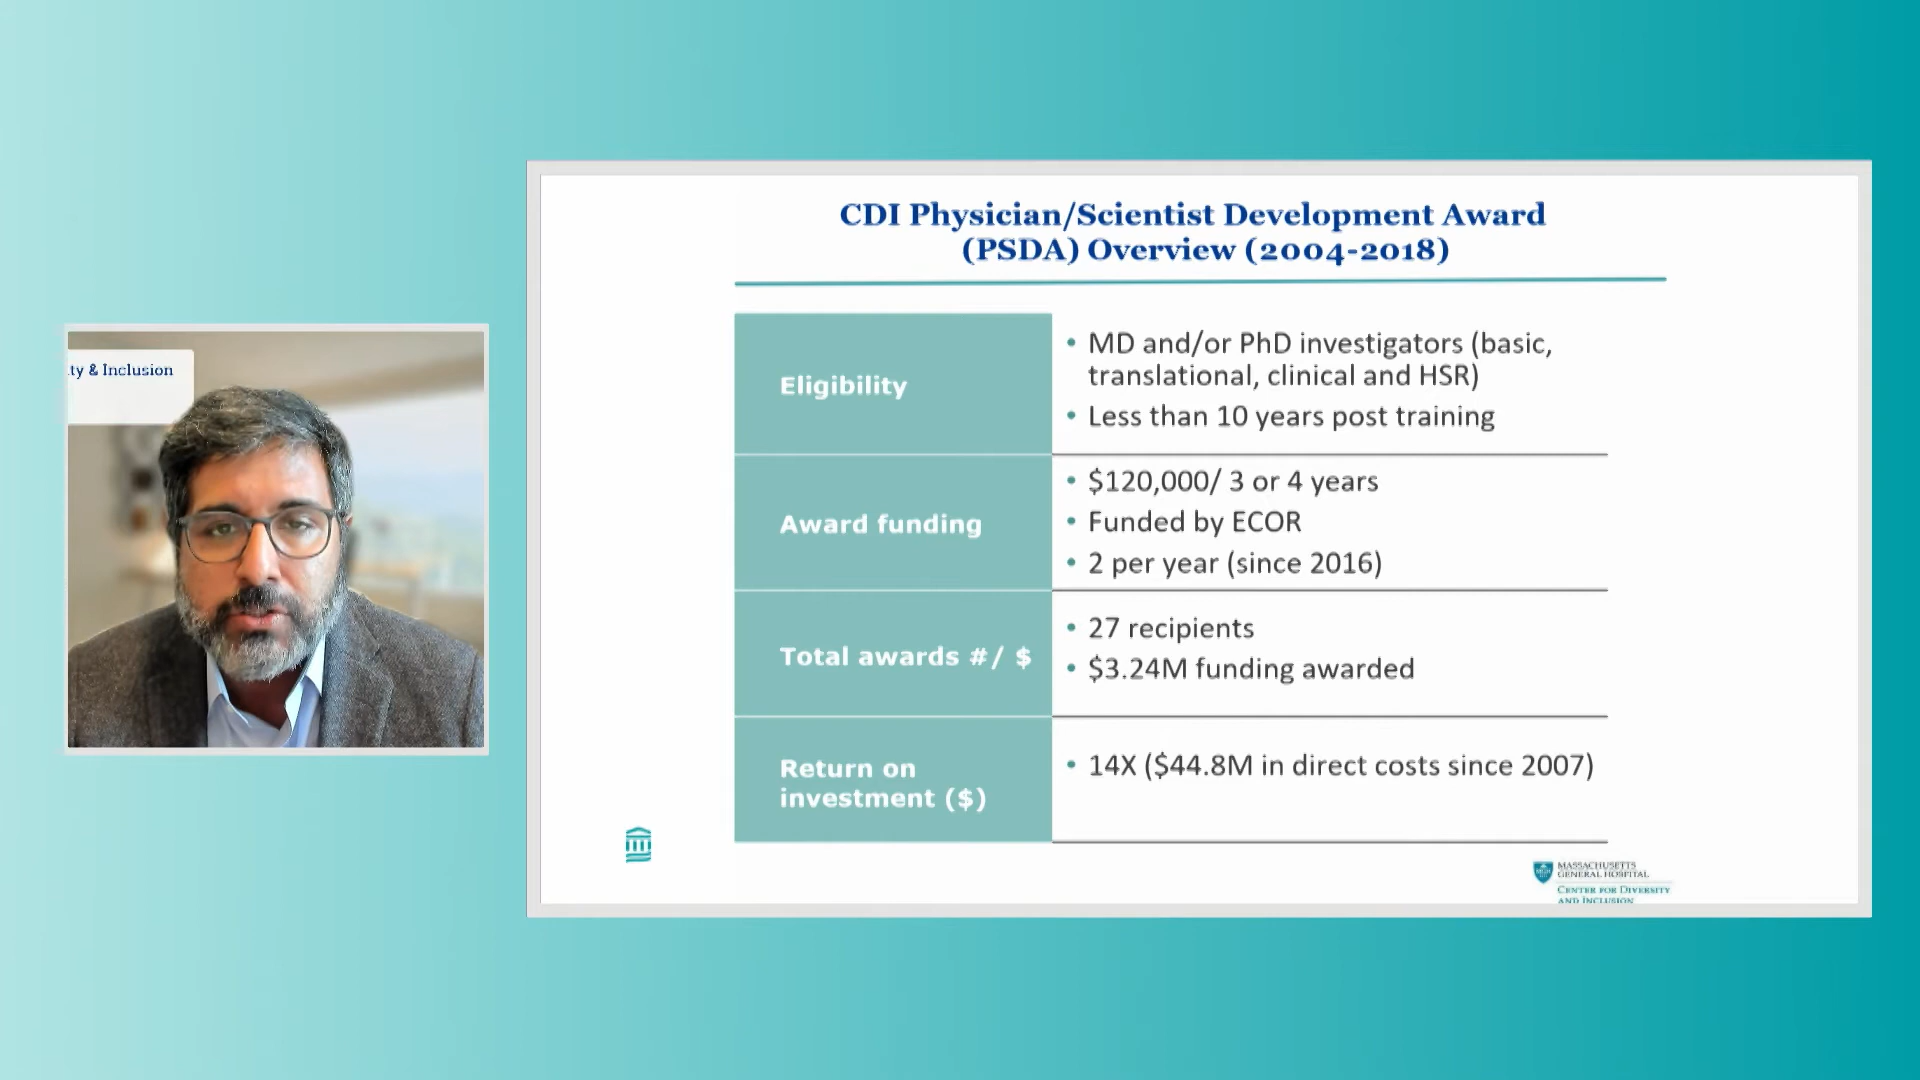 ty & Inclusion
CDI Physician/Scientist Development Award
(PSDA) Overview (2004-2018)
Eligibility
• MD and/or PhD investigators (basic,
translational, clinical and HSR)
• Less than 10 years post training
Award funding
• $120,000/ 3 or 4 years
• Funded by ECOR
• 2 per year (since 2016)
Total awards #/ $
• 27 recipients
• $3.24M funding awarded
Return on
investment ($)
• 14X ($44.8M in direct costs since 2007)
MASSACHUSETTS
GENERAL HOSPITAL
CENTER FOR DIVERSITY
AND INCLUSION